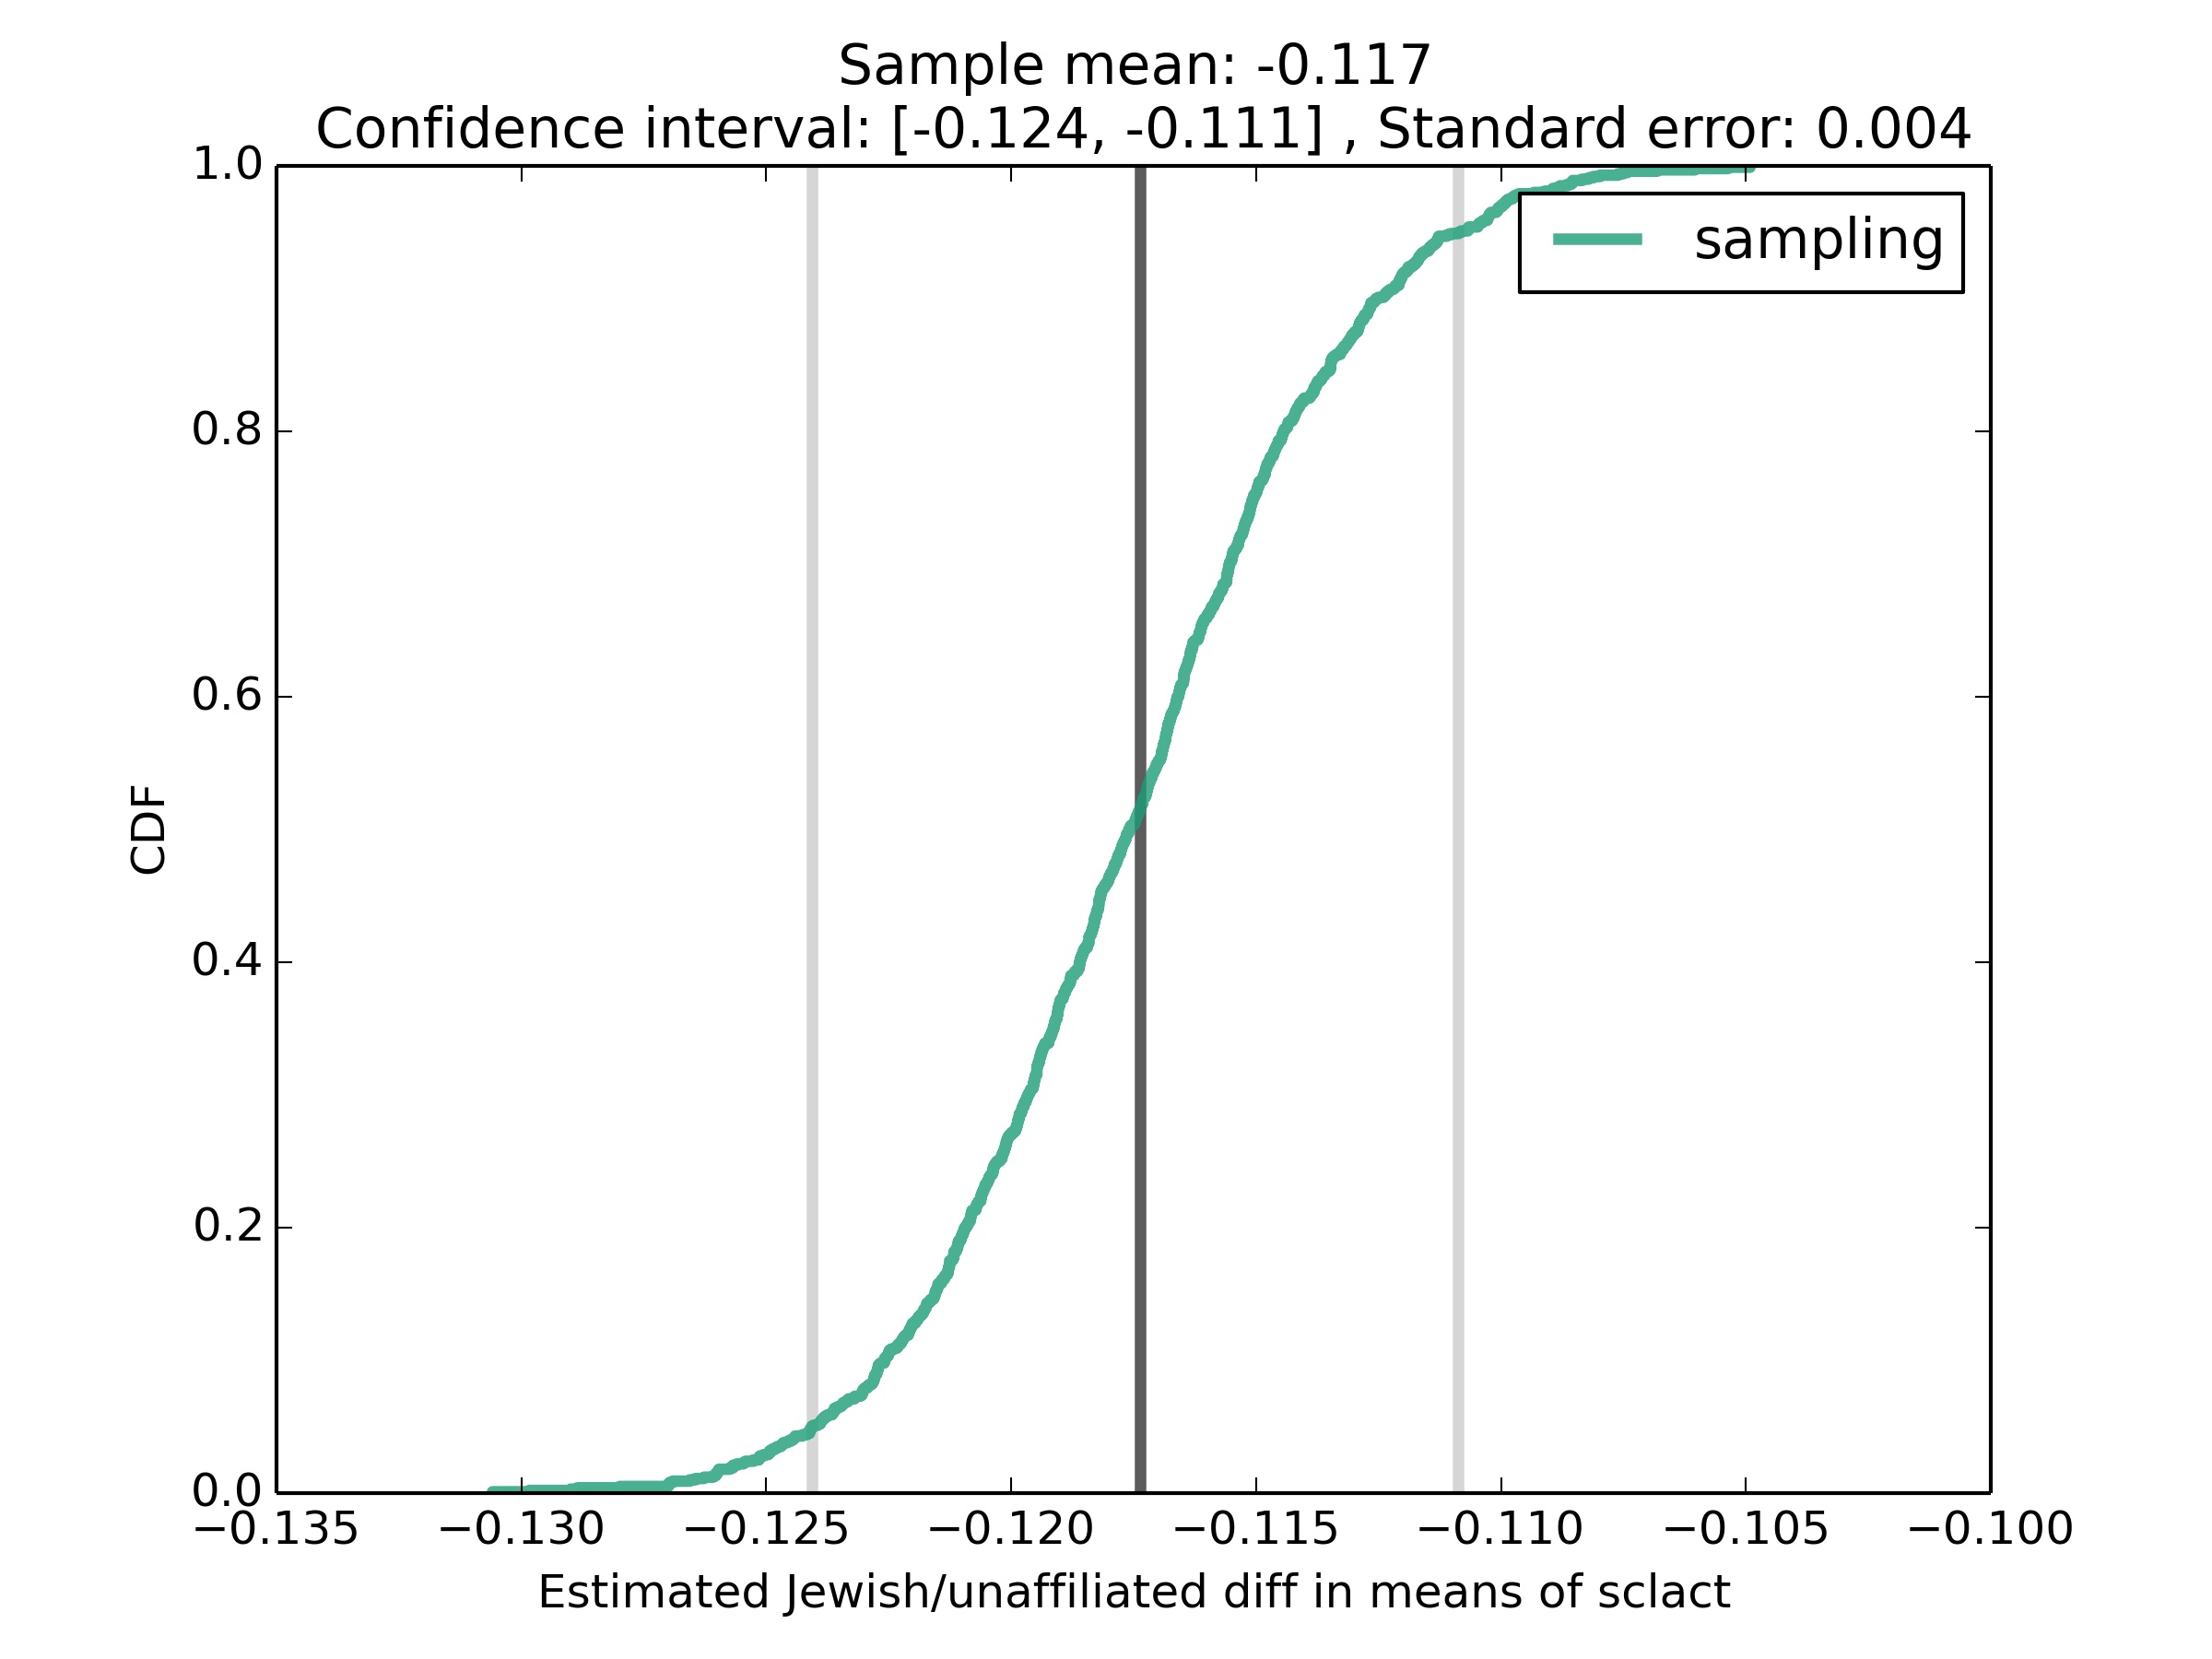 Sample mean: -0.117
Confidence interval: [-0.124, -0.111] , Standard error: 0.004
1.0
0.8
0.6
0.4
0.2
0.0
CDF
sampling
−0.135 −0.130 −0.125 −0.120 −0.115 −0.110 −0.105 −0.100
Estimated Jewish/unaffiliated diff in means of sclact